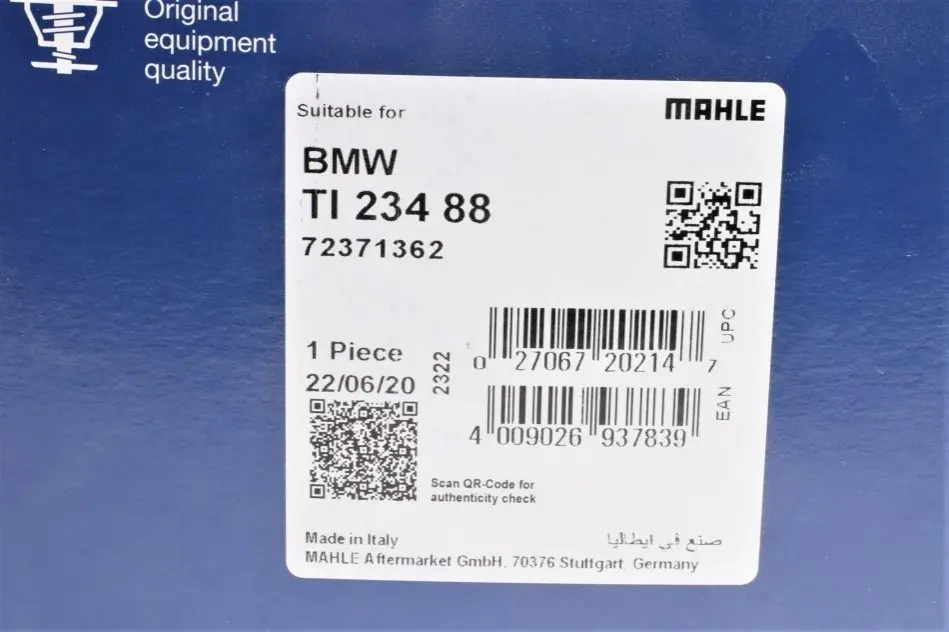 Original
equipment
quality
Suitable for
MAHLE
BMW
TI 234 88
72371362
0 27067 20214 7
UPC
1 Piece
22/06/20
2322
4 009026 937839
EAN
Scan QR-Code for
authenticity check
Made in Italy
صنع في ايطاليا
MAHLE Aftermarket GmbH, 70376 Stuttgart, Germany